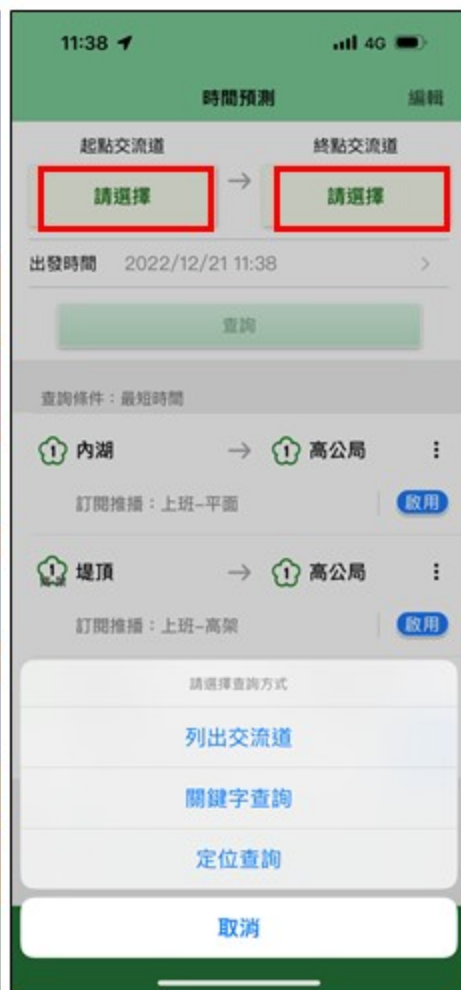 11:38 4G
時間預測 編輯
起點交流道 終點交流道
請選擇 → 請選擇
出發時間 2022/12/21 11:38 >
查詢
查詢條件：最短時間
1 內湖 → 1 高公局
訂閱推播：上班-平面 啟用
1 堤頂 → 1 高公局
訂閱推播：上班-高架 啟用
請選擇查詢方式
列出交流道
關鍵字查詢
定位查詢
取消